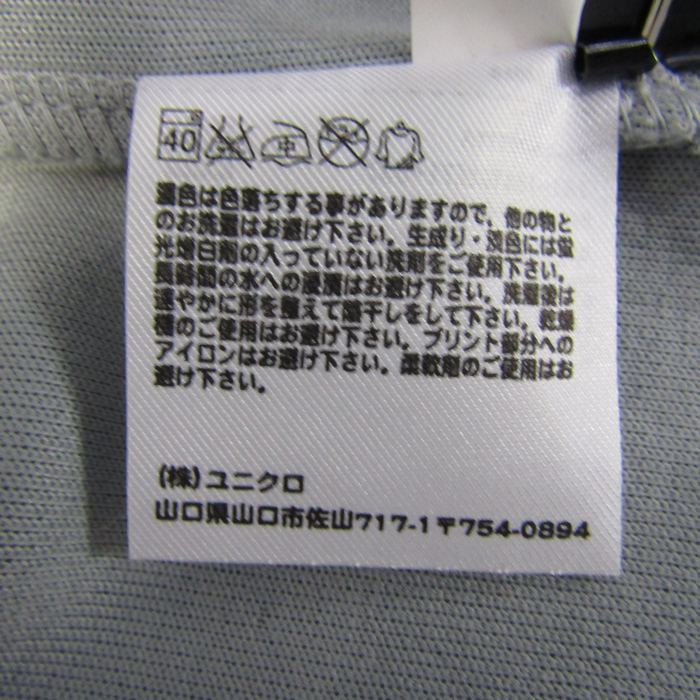 40 中
濃色は色落ちする事がありますので、他の物と
のお洗濯はお避け下さい。生成り・淡色には蛍
光増白剤の入っていない洗剤をご使用下さい。
長時間の水への浸漬はお避け下さい。洗濯後は
速やかに形を整えて陰干しをして下さい。乾燥
機のご使用はお避け下さい。プリント部分への
アイロンはお避け下さい。柔軟剤のご使用はお
避け下さい。
(株)ユニクロ
山口県山口市佐山717-1〒754-0894